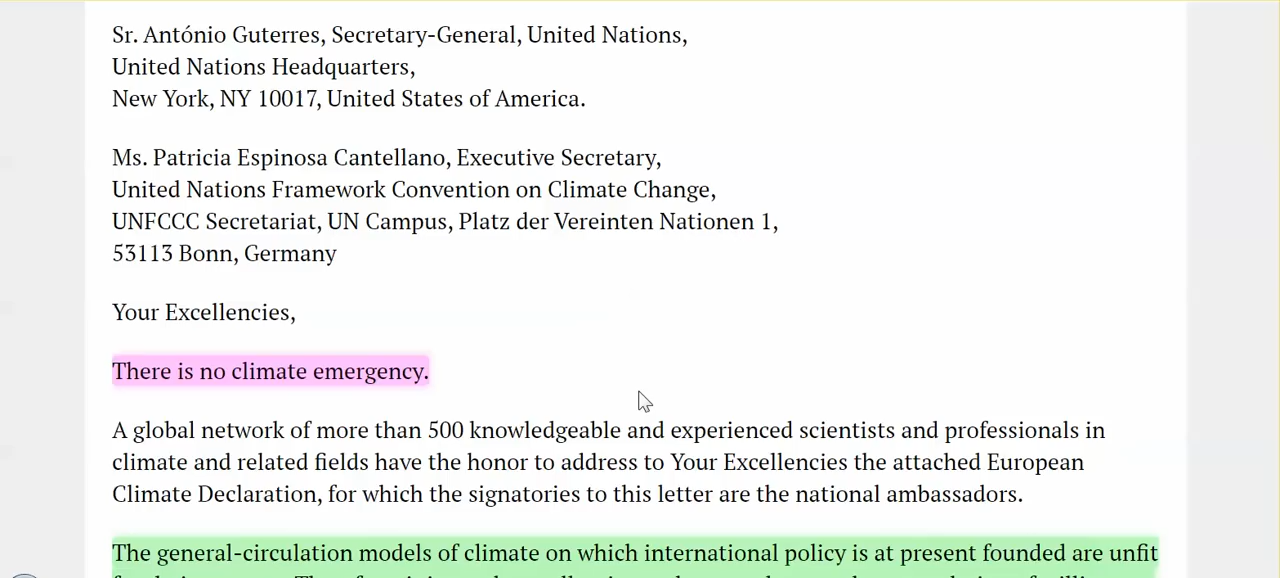 Sr. António Guterres, Secretary-General, United Nations,
United Nations Headquarters,
New York, NY 10017, United States of America.
Ms. Patricia Espinosa Cantellano, Executive Secretary,
United Nations Framework Convention on Climate Change,
UNFCCC Secretariat, UN Campus, Platz der Vereinten Nationen 1,
53113 Bonn, Germany
Your Excellencies,
There is no climate emergency.
A global network of more than 500 knowledgeable and experienced scientists and professionals in
climate and related fields have the honor to address to Your Excellencies the attached European
Climate Declaration, for which the signatories to this letter are the national ambassadors.
The general-circulation models of climate on which international policy is at present founded are unfit